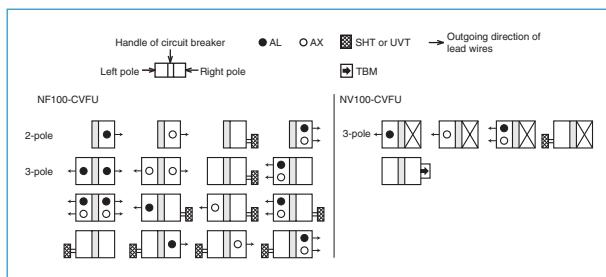 Handle of circuit breaker
AL AX SHT or UVT Outgoing direction of lead wires
Left pole Right pole
TBM
NF100-CVFU
2-pole
3-pole
NV100-CVFU
3-pole